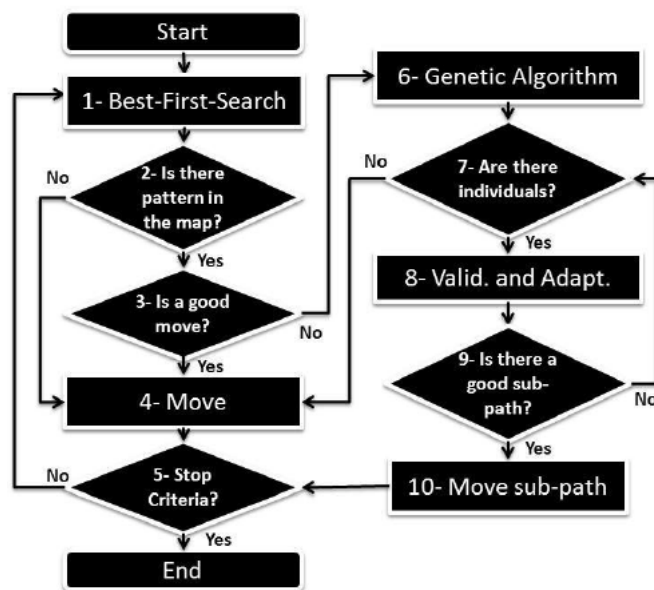 Start
1- Best-First-Search
No
2- Is there
pattern in
the map?
Yes
3- Is a good
move?
No
Yes
4- Move
No
5- Stop
Criteria?
Yes
End
6- Genetic Algorithm
No
7- Are there
individuals?
Yes
8- Valid. and Adapt.
9- Is there a
good sub-
path?
No
Yes
10- Move sub-path